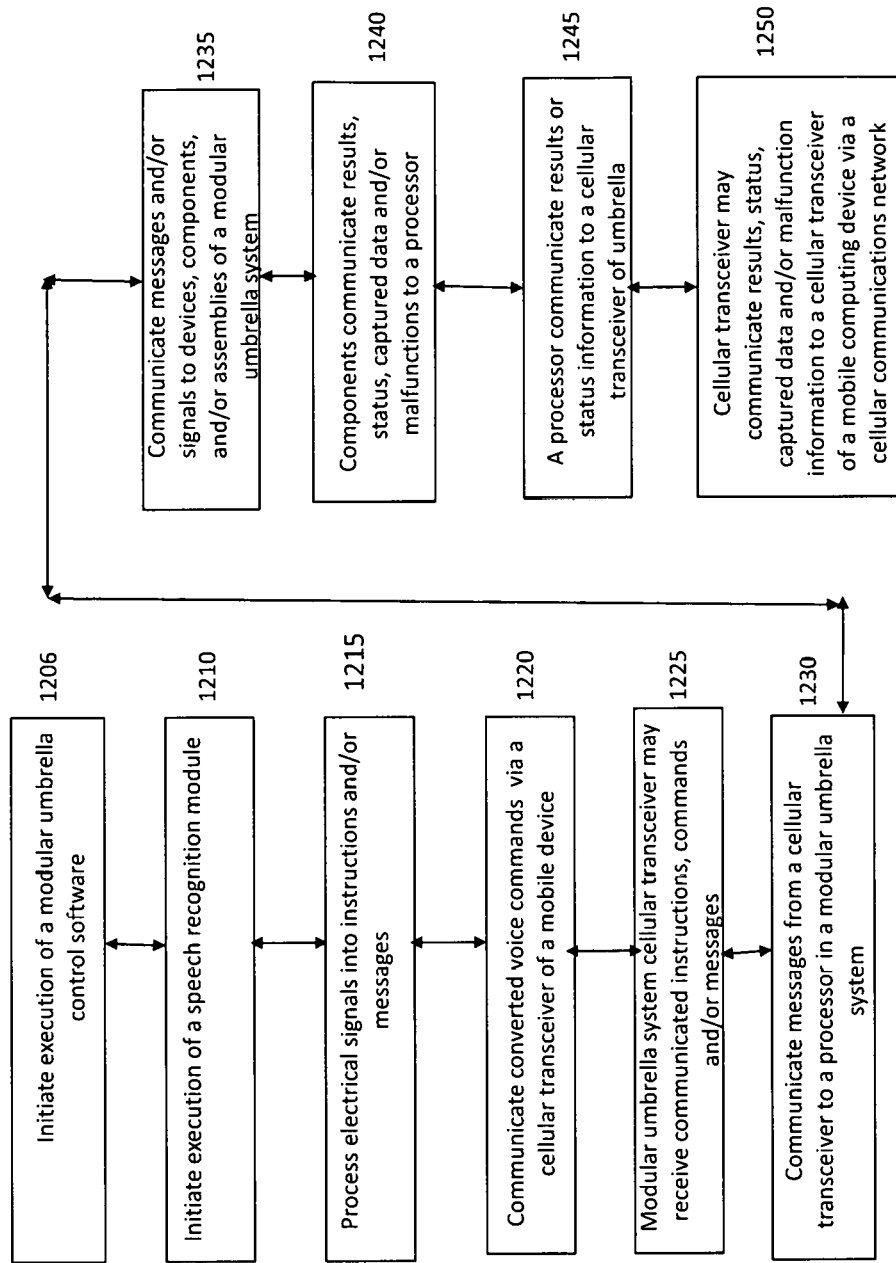 Initiate execution of a modular umbrella
control software
1206
Initiate execution of a speech recognition module
1210
Process electrical signals into instructions and/or
messages
1215
Communicate converted voice commands via a
cellular transceiver of a mobile device
1220
Modular umbrella system cellular transceiver may
receive communicated instructions, commands
and/or messages
1225
Communicate messages from a cellular
transceiver to a processor in a modular umbrella
system
1230
Communicate messages and/or
signals to devices, components,
and/or assemblies of a modular
umbrella system
1235
Components communicate results,
status, captured data and/or
malfunctions to a processor
1240
A processor communicate results or
status information to a cellular
transceiver of umbrella
1245
Cellular transceiver may
communicate results, status,
captured data and/or malfunction
information to a cellular transceiver
of a mobile computing device via a
cellular communications network
1250